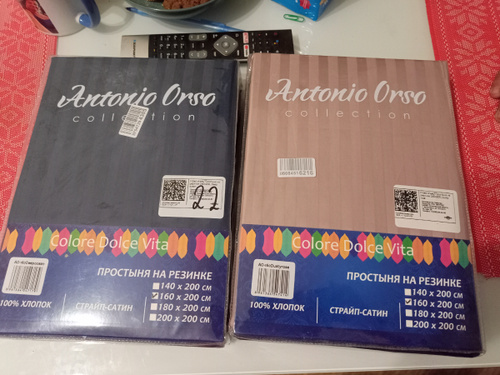 Antonio Orso
collection
22
Colore Dolce Vita
ПРОСТЫНЯ НА РЕЗИНКЕ
140 x 200 СМ
160 x 200 СМ
180 x 200 СМ
200 x 200 СМ
100% ХЛОПОК
СТРАЙП-САТИН
Antonio Orso
collection
Colore Dolce Vita
ПРОСТЫНЯ НА РЕЗИНКЕ
140 x 200 СМ
160 x 200 СМ
180 x 200 СМ
200 x 200 СМ
100% ХЛОПОК
СТРАЙП-САТИН